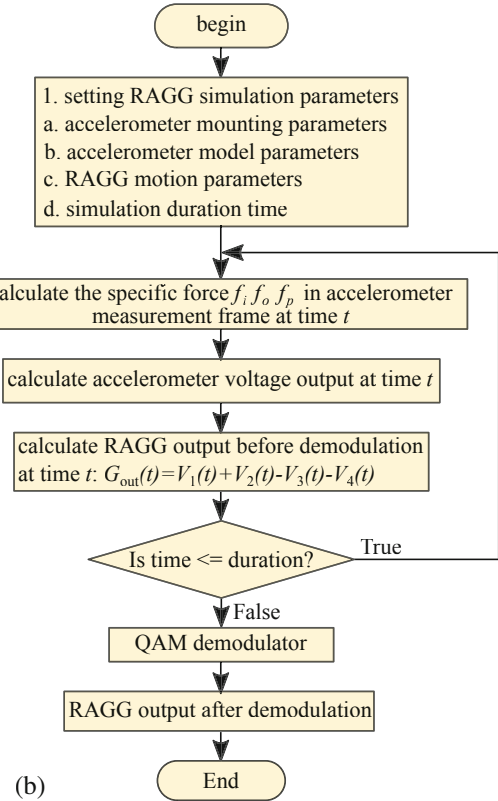 begin
1. setting RAGG simulation parameters
a. accelerometer mounting parameters
b. accelerometer model parameters
c. RAGG motion parameters
d. simulation duration time
alculate the specific force f_i f_o f_p in accelerometer
measurement frame at time t
calculate accelerometer voltage output at time t
calculate RAGG output before demodulation
at time t: G_out(t)=V_1(t)+V_2(t)-V_3(t)-V_4(t)
Is time <= duration?
True
False
QAM demodulator
RAGG output after demodulation
(b)
End